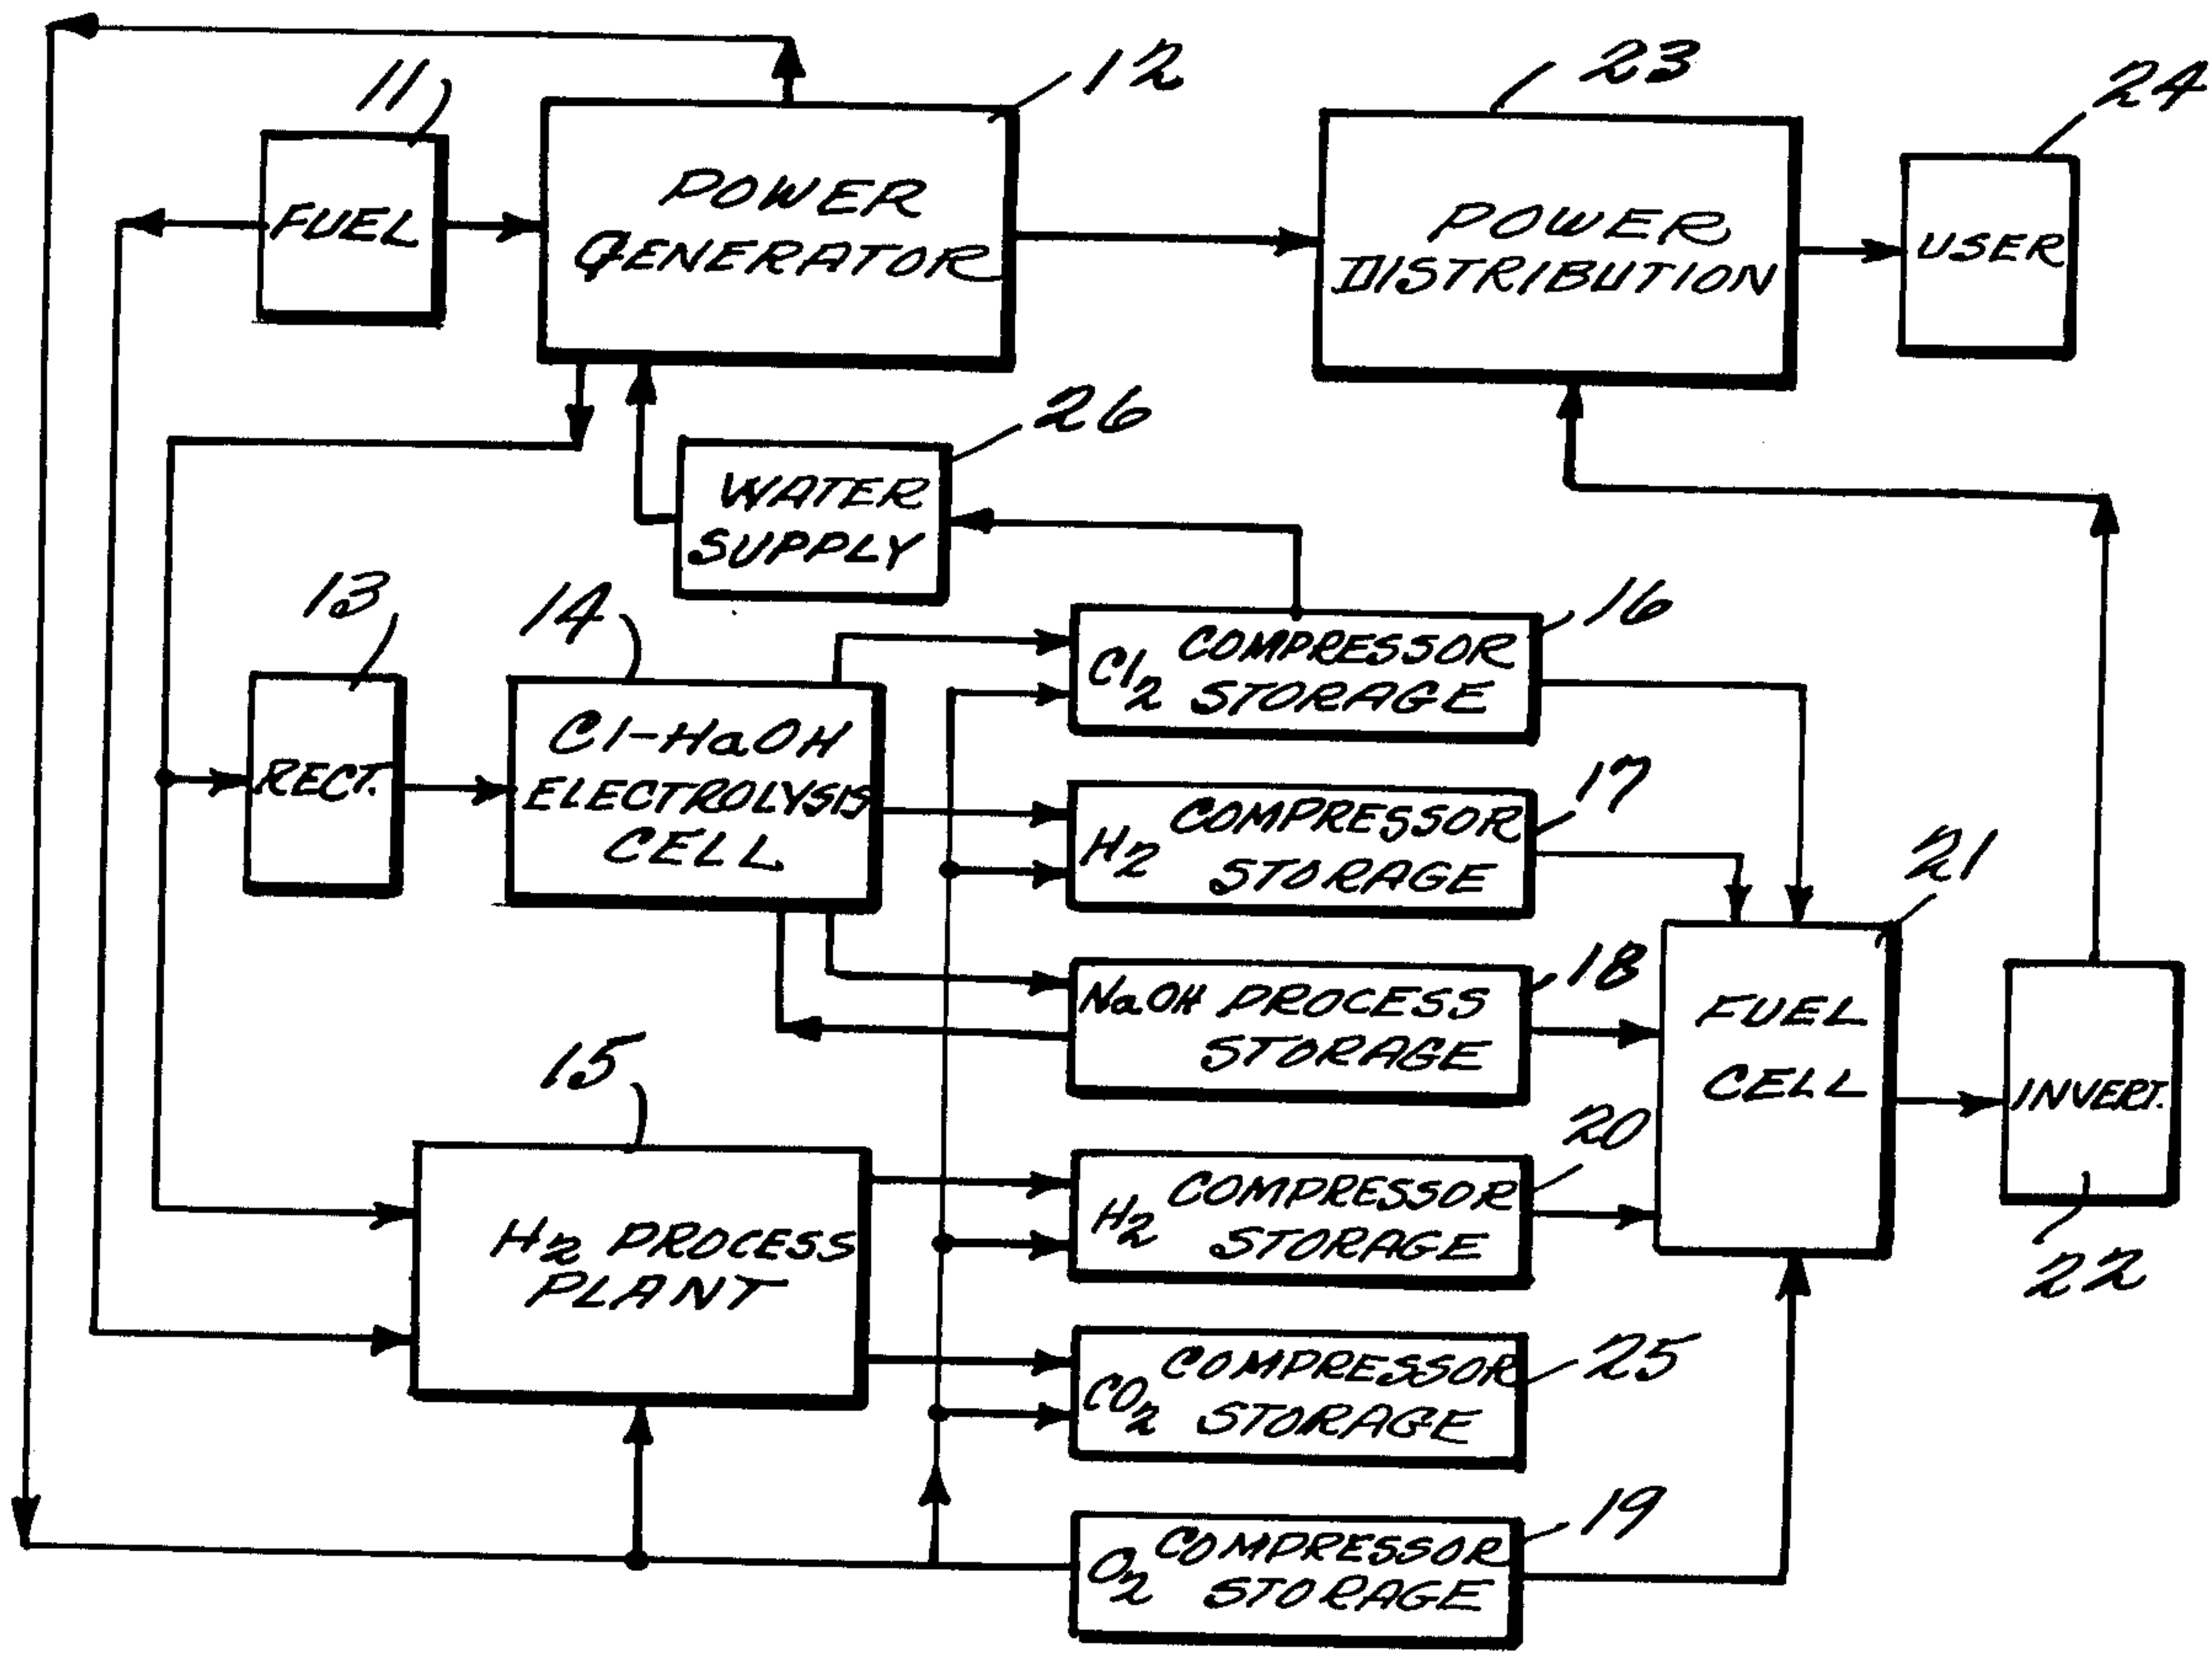 11
12
23
24
FUEL
POWER
GENERATOR
POWER
DISTRIBUTION
USER
26
WATER
SUPPLY
13
14
16
RECT.
Cl-HaOH
ELECTROLYSIS
CELL
Cl2 COMPRESSOR
STORAGE
17
H2 COMPRESSOR
STORAGE
21
18
NaOH PROCESS
STORAGE
FUEL
CELL
INVERT.
22
15
20
H2 PROCESS
PLANT
H2 COMPRESSOR
STORAGE
25
CO2 COMPRESSOR
STORAGE
19
O2 COMPRESSOR
STORAGE